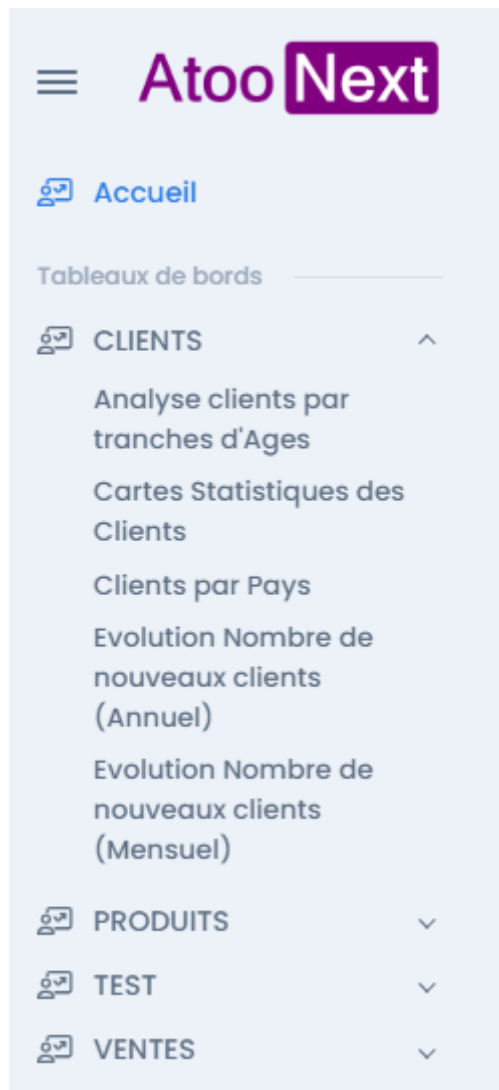 Atoo Next
Accueil
Tableaux de bords
CLIENTS
Analyse clients par
tranches d'Ages
Cartes Statistiques des
Clients
Clients par Pays
Evolution Nombre de
nouveaux clients
(Annuel)
Evolution Nombre de
nouveaux clients
(Mensuel)
PRODUITS
TEST
VENTES